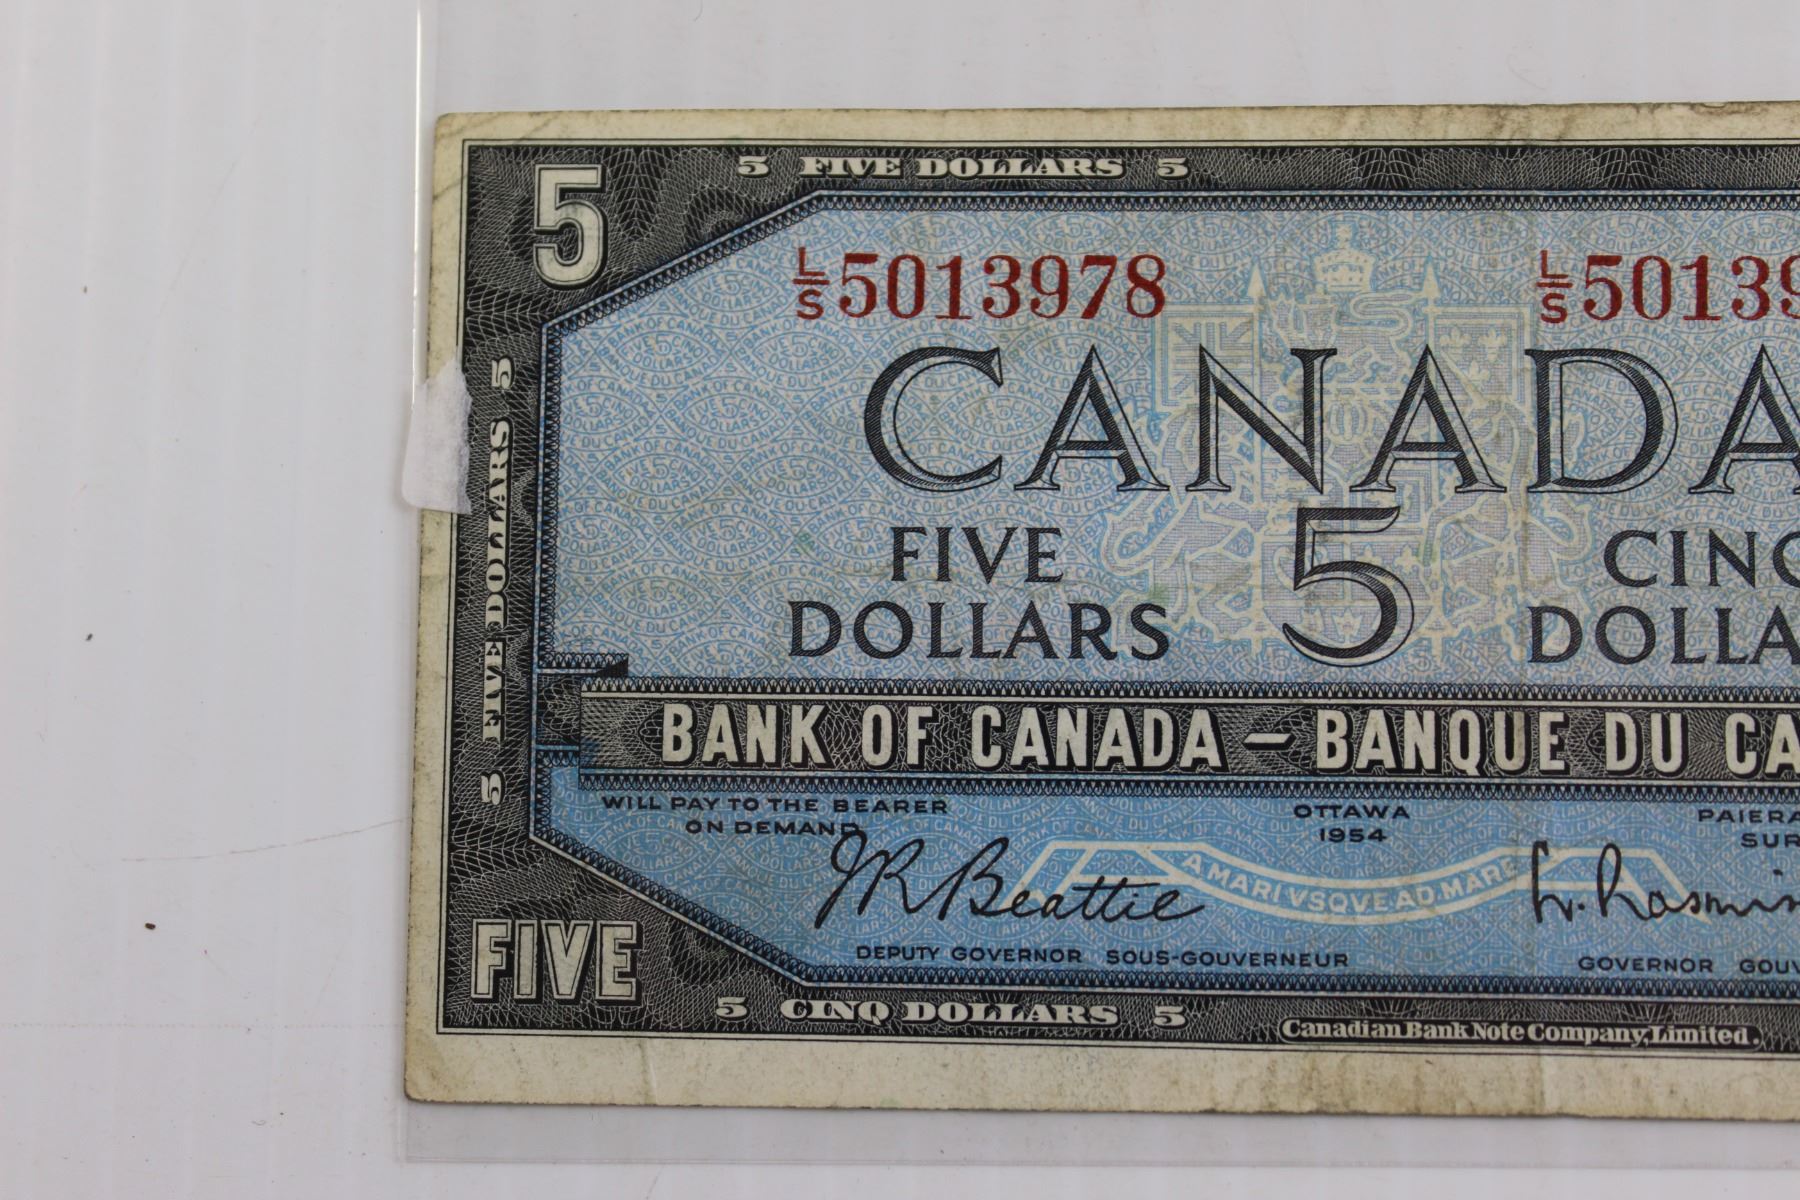 5
5 FIVE DOLLARS 5
L/S 5013978 L/S 50139
CANADA
5 FIVE DOLLARS 5
FIVE DOLLARS
5
CINQ
DOLLA
BANK OF CANADA – BANQUE DU CA
WILL PAY TO THE BEARER
ON DEMAND
OTTAWA
1954
PAIERA
SUR
JR Beattie
A MARI VSQVE AD MARE
L. Rasmin
DEPUTY GOVERNOR SOUS-GOUVERNEUR
GOVERNOR GOUV
FIVE
5 CINQ DOLLARS 5
Canadian Bank Note Company, Limited.